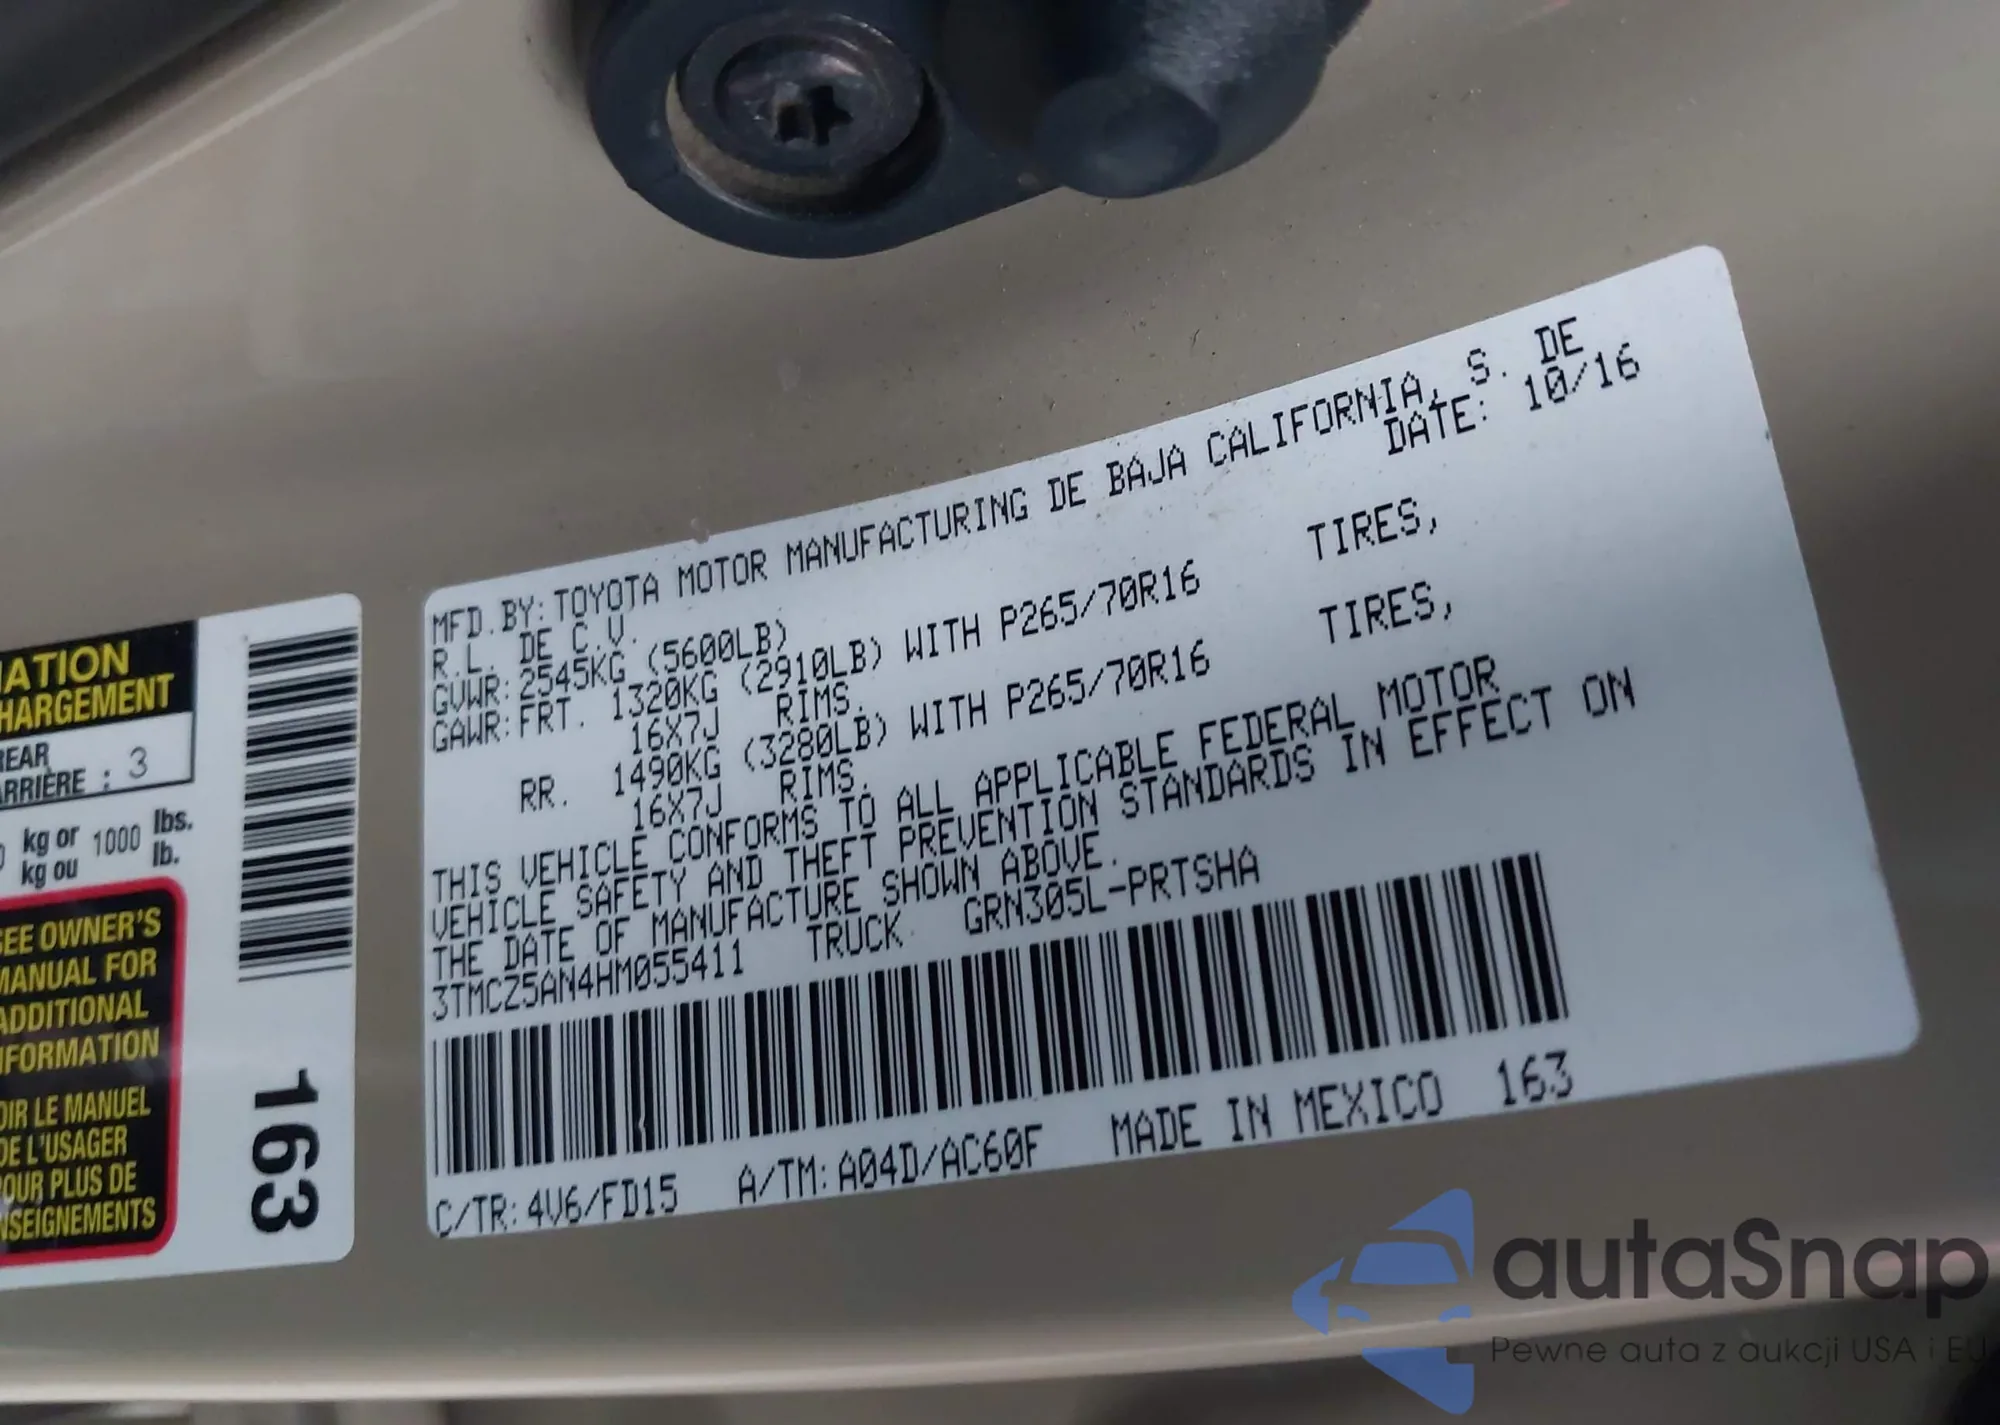 MFD.BY:TOYOTA MOTOR MANUFACTURING DE BAJA CALIFORNIA, S. DE
R.L. DE C.V. DATE: 10/16
GVWR:2545KG (5600LB)
GAWR:FRT. 1320KG (2910LB) WITH P265/70R16 TIRES,
16X7J RIMS.
RR. 1490KG (3280LB) WITH P265/70R16 TIRES,
16X7J RIMS.
THIS VEHICLE CONFORMS TO ALL APPLICABLE FEDERAL MOTOR
VEHICLE SAFETY AND THEFT PREVENTION STANDARDS IN EFFECT ON
THE DATE OF MANUFACTURE SHOWN ABOVE.
3TMCZ5AN4HM055411 TRUCK GRN305L-PRTSHA
C/TR:4V6/FD15 A/TM:A04D/AC60F MADE IN MEXICO 163
REAR
ARRIÈRE : 3
kg or 1000 lbs.
kg ou lb.
SEE OWNER'S
MANUAL FOR
ADDITIONAL
INFORMATION
LE MANUEL
DE L'USAGER
POUR PLUS DE
163
autaSnap
Pewne auta z aukcji USA i EU